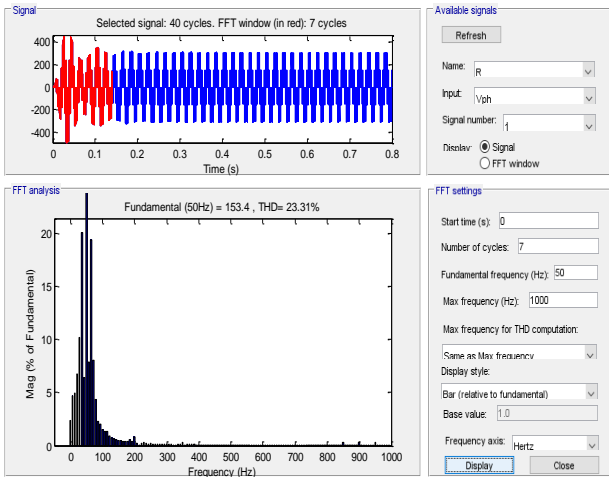 Signal
Selected signal: 40 cycles. FFT window (in red): 7 cycles
400
200
0
-200
-400
0 0.1 0.2 0.3 0.4 0.5 0.6 0.7 0.8
Time (s)
Available signals
Refresh
Name: R
Input: Vph
Signal number: 1
Display: Signal
FFT window
FFT analysis
Fundamental (50Hz) = 153.4 , THD= 23.31%
Mag (% of Fundamental)
20
15
10
5
0
0 100 200 300 400 500 600 700 800 900 1000
Frequency (Hz)
FFT settings
Start time (s): 0
Number of cycles: 7
Fundamental frequency (Hz): 50
Max frequency (Hz): 1000
Max frequency for THD computation:
Same as Max frequency
Display style:
Bar (relative to fundamental)
Base value: 1.0
Frequency axis: Hertz
Display Close